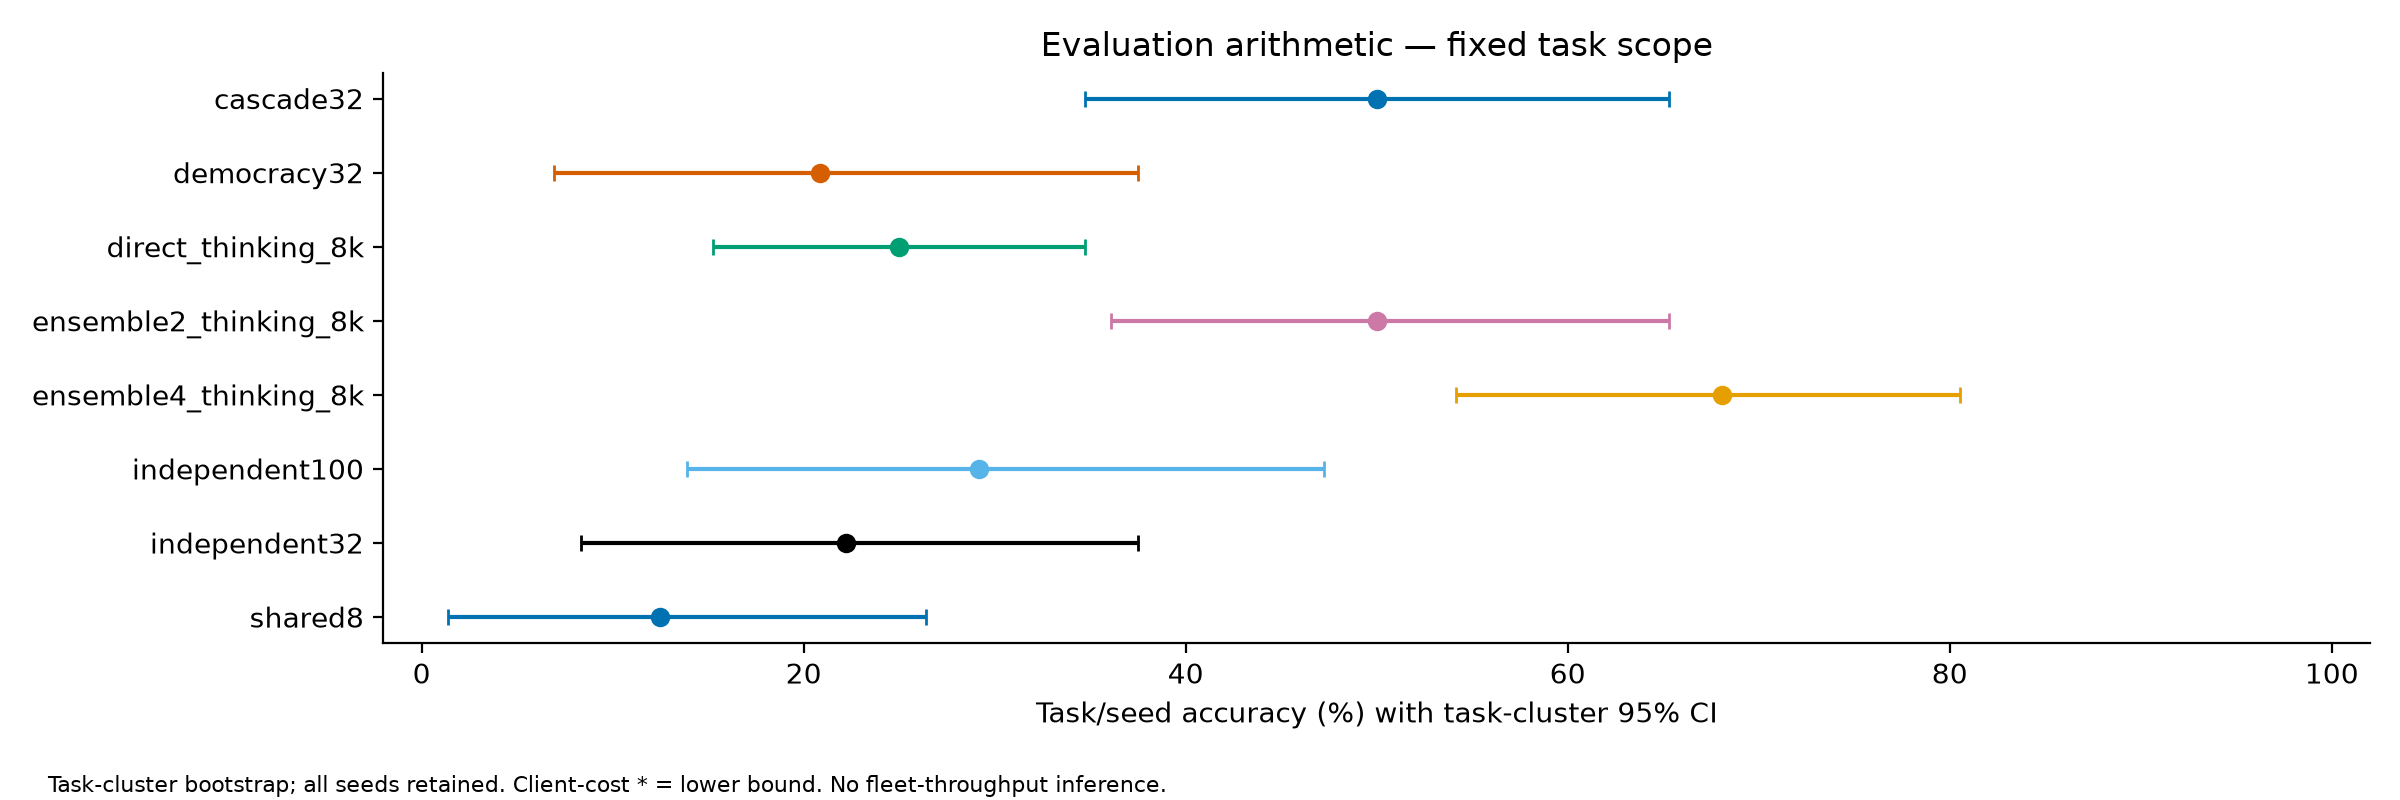 Evaluation arithmetic — fixed task scope
cascade32
democracy32
direct_thinking_8k
ensemble2_thinking_8k
ensemble4_thinking_8k
independent100
independent32
shared8
0 20 40 60 80 100
Task/seed accuracy (%) with task-cluster 95% CI
Task-cluster bootstrap; all seeds retained. Client-cost * = lower bound. No fleet-throughput inference.